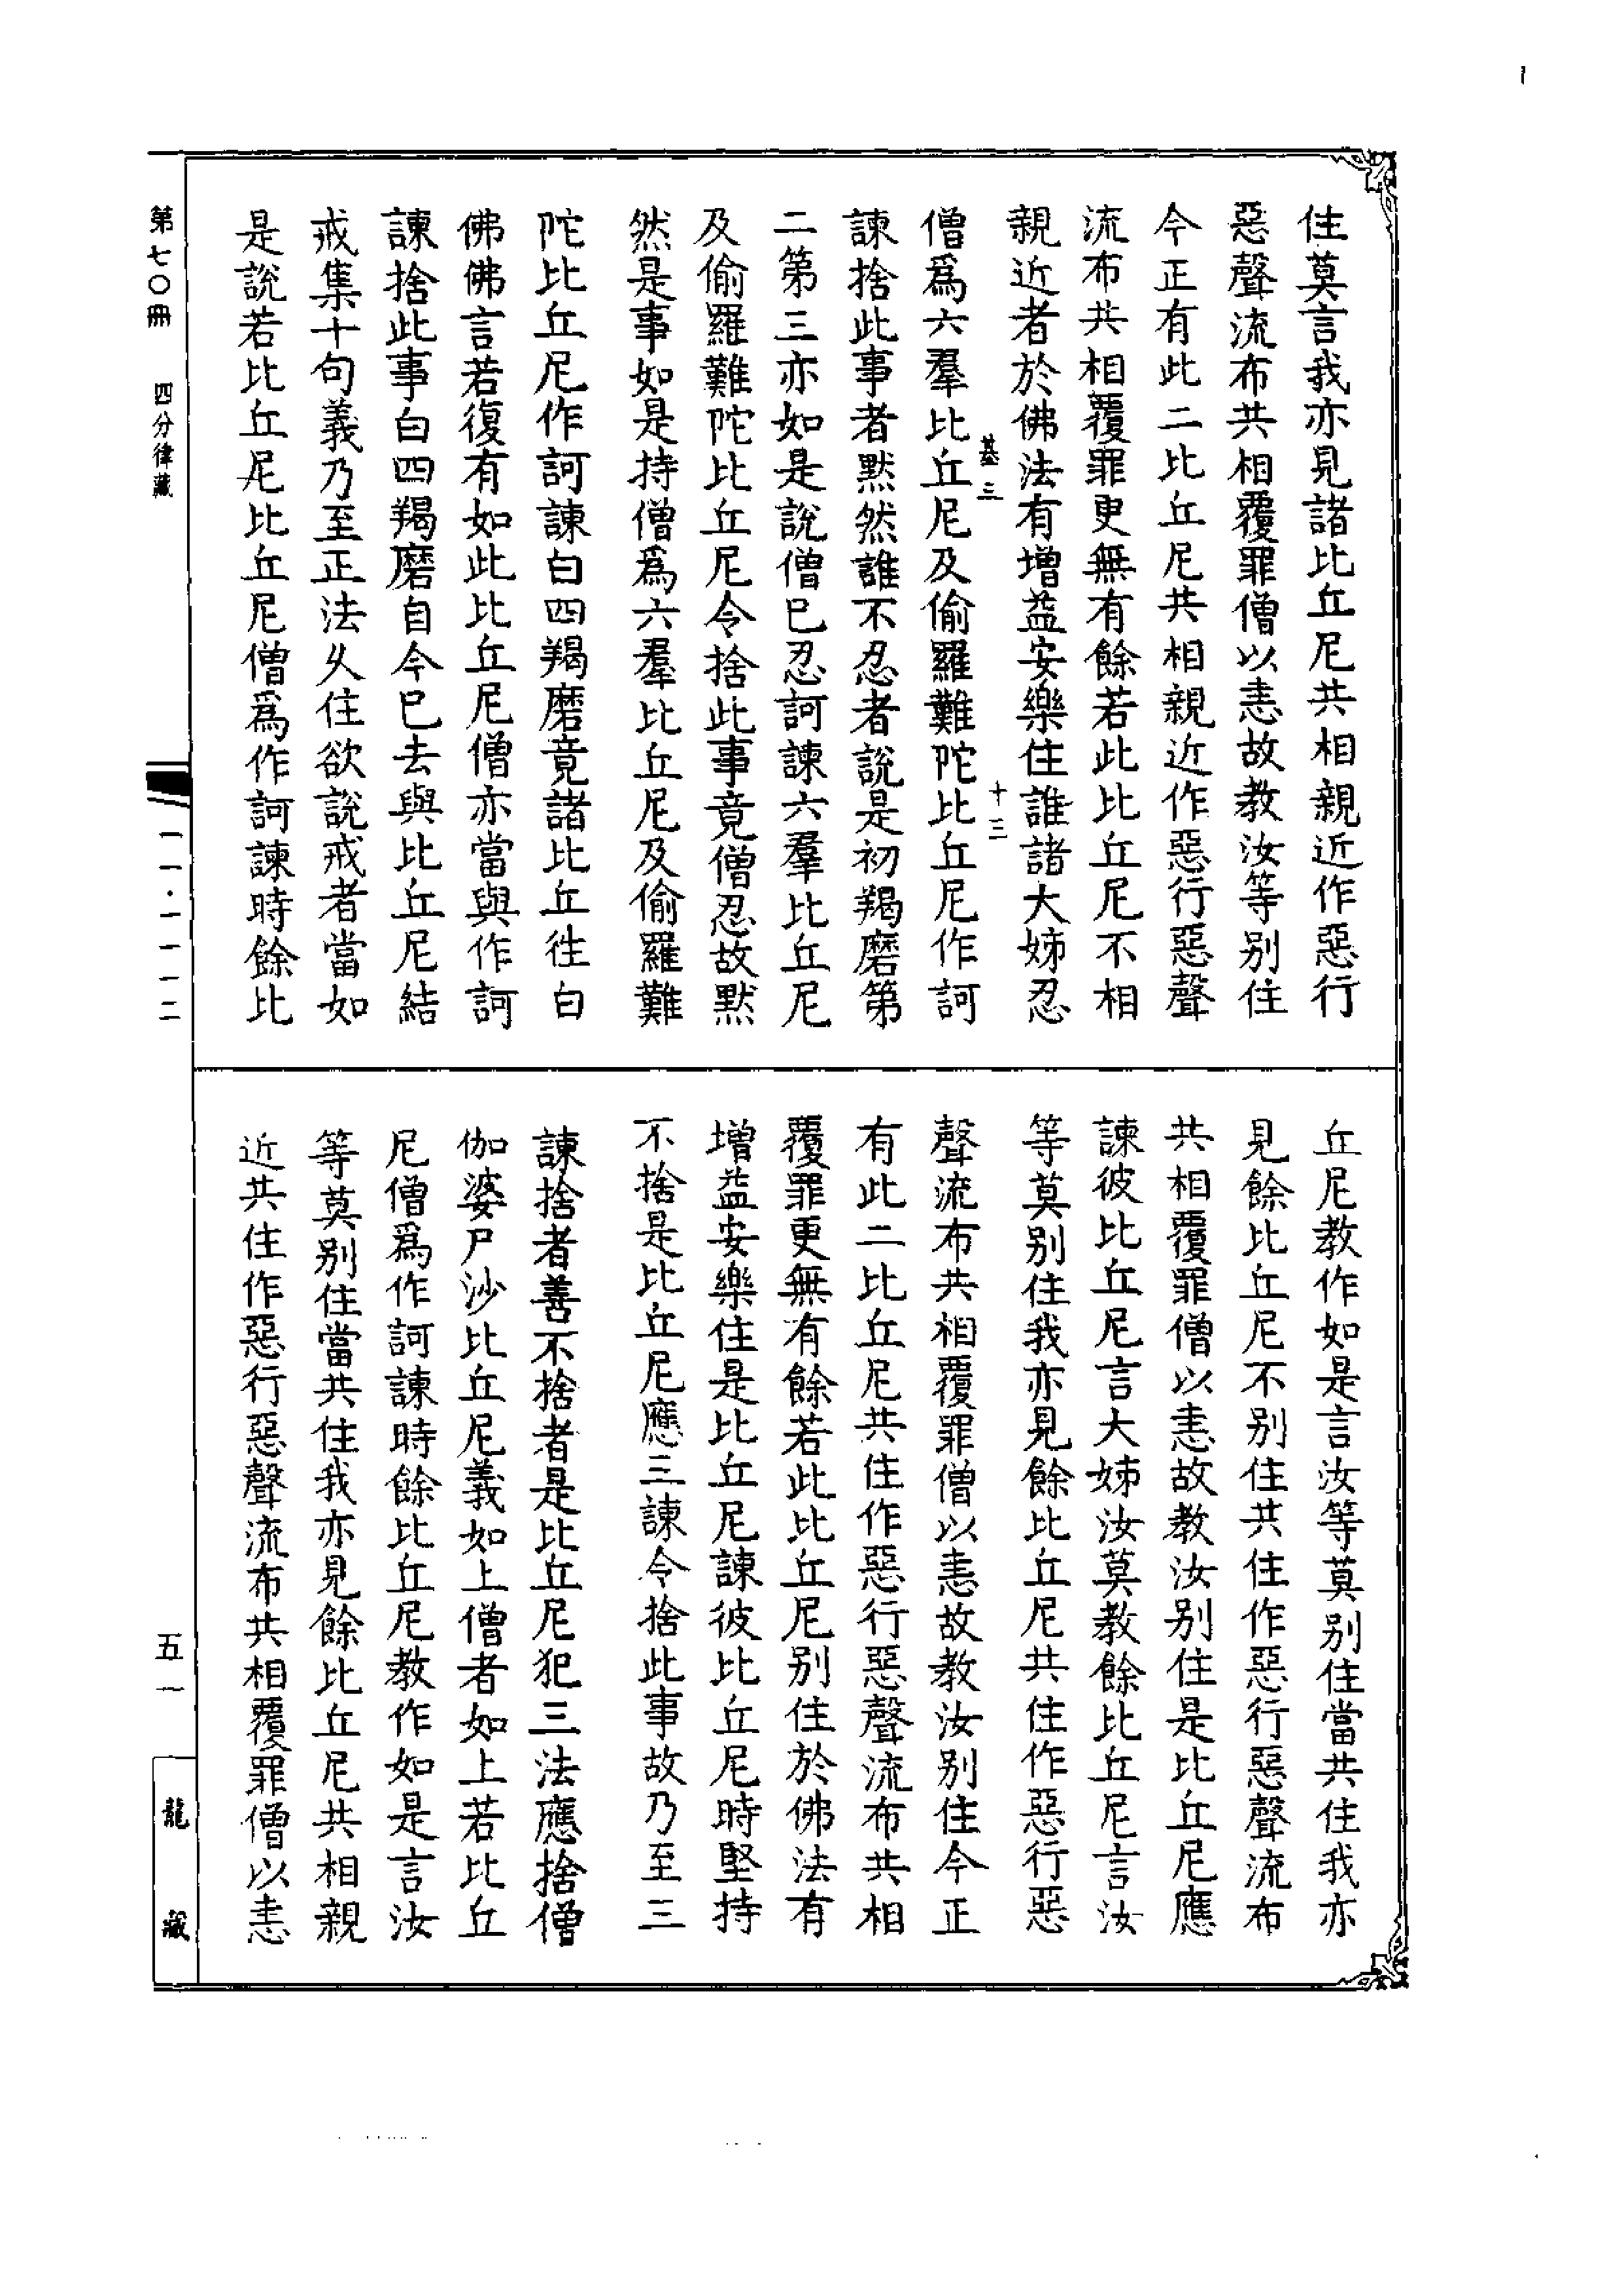 住莫言我亦見諸比丘尼共相親近作惡行
惡聲流布共相覆罪僧以恚故教汝等別住
今正有此二比丘尼共相親近作惡行惡聲
流布共相覆罪更無有餘若此比丘尼不相
親近者於佛法有增益安樂住誰諸大姊忍
基三 十三
僧爲六羣比丘尼及偷羅難陀比丘尼作訶
諫捨此事者默然誰不忍者說是初羯磨第
二第三亦如是說僧已忍訶諫六羣比丘尼
及偷羅難陀比丘尼令捨此事竟僧忍故默
然是事如是持僧爲六羣比丘尼及偷羅難
陀比丘尼作訶諫白四羯磨竟諸比丘往白
佛佛言若復有如此比丘尼僧亦當與作訶
諫捨此事白四羯磨自今已去與比丘尼結
戒集十句義乃至正法久住欲說戒者當如
是說若比丘尼比丘尼僧爲作訶諫時餘比
丘尼教作如是言汝等莫別住當共住我亦
見餘比丘尼不別住共住作惡行惡聲流布
共相覆罪僧以恚故教汝別住是比丘尼應
諫彼比丘尼言大姊汝莫教餘比丘尼言汝
等莫別住我亦見餘比丘尼共住作惡行惡
聲流布共相覆罪僧以恚故教汝別住今正
有此二比丘尼共住作惡行惡聲流布共相
覆罪更無有餘若此比丘尼別住於佛法有
增益安樂住是比丘尼諫彼比丘尼時堅持
不捨是比丘尼應三諫令捨此事故乃至三
諫捨者善不捨者是比丘尼犯三法應捨僧
伽婆尸沙比丘尼義如上僧者如上若比丘
尼僧爲作訶諫時餘比丘尼教作如是言汝
等莫別住當共住我亦見餘比丘尼共相親
近共住作惡行惡聲流布共相覆罪僧以恚
第七〇冊 四分律藏
一一·一一一二
五一
龍藏